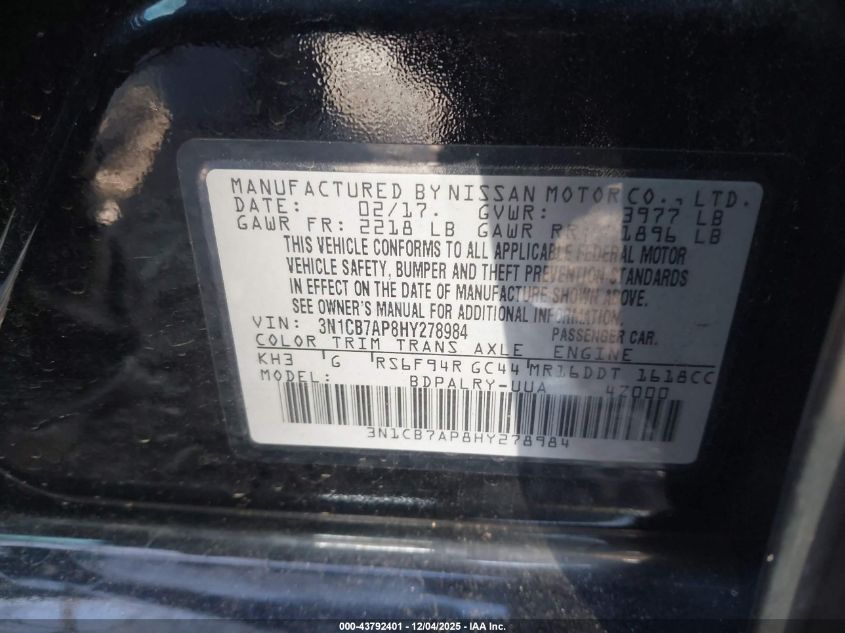 MANUFACTURED BY NISSAN MOTOR CO., LTD.
DATE: 02/17. GVWR: 3977 LB
GAWR FR: 2218 LB GAWR RR: 1896 LB
THIS VEHICLE CONFORMS TO ALL APPLICABLE FEDERAL MOTOR
VEHICLE SAFETY, BUMPER AND THEFT PREVENTION STANDARDS
IN EFFECT ON THE DATE OF MANUFACTURE SHOWN ABOVE.
SEE OWNER'S MANUAL FOR ADDITIONAL INFORMATION.
VIN: 3N1CB7AP8HY278984 PASSENGER CAR.
COLOR TRIM TRANS AXLE ENGINE
KH3 G RS6F94R GC44 MR16DDT 1618CC
MODEL: BDPALRY-UUA 47000
3N1CB7AP8HY278984
000-43792401 - 12/04/2025 - IAA Inc.